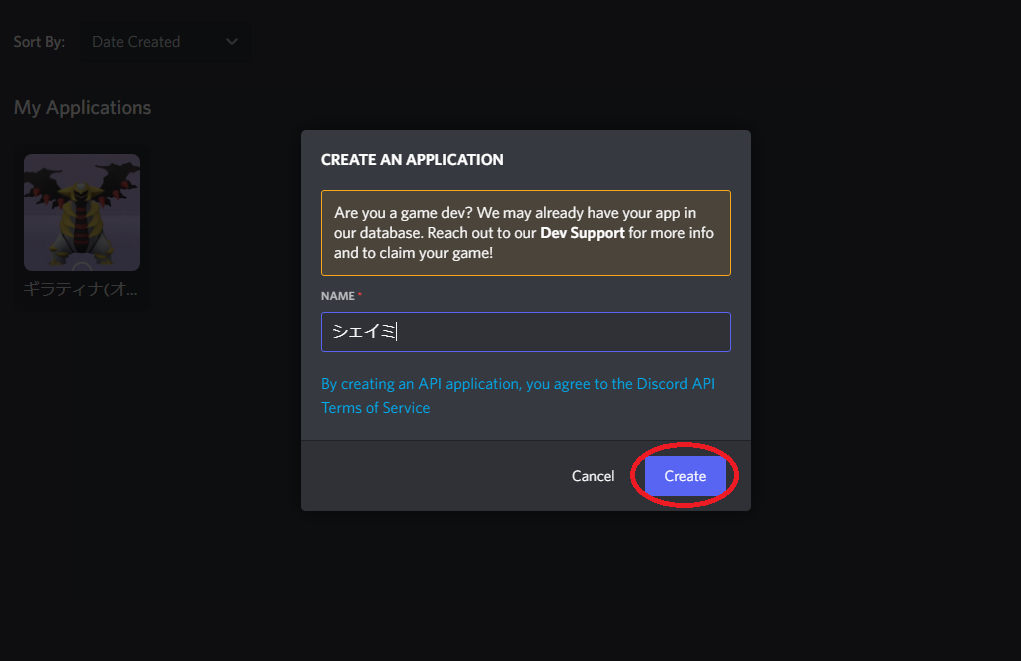 Sort By:
Date Created
My Applications
ギラティナ(オ...
CREATE AN APPLICATION
Are you a game dev? We may already have your app in
our database. Reach out to our Dev Support for more info
and to claim your game!
NAME *
シェイミ
By creating an API application, you agree to the Discord API
Terms of Service
Cancel
Create